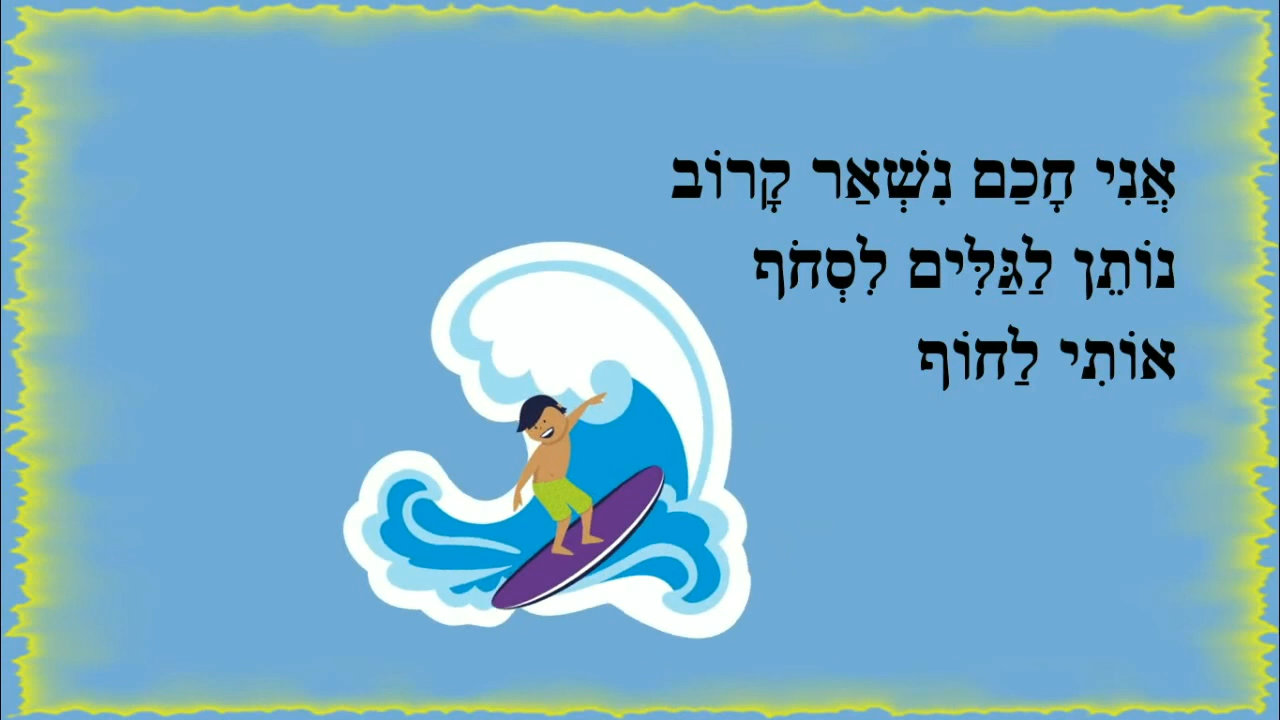 אֲנִי חָכַם נִשְׁאַר קָרוֹב
נוֹתֵן לַגַּלִּים לִסְחֹף
אוֹתִי לַחוֹף